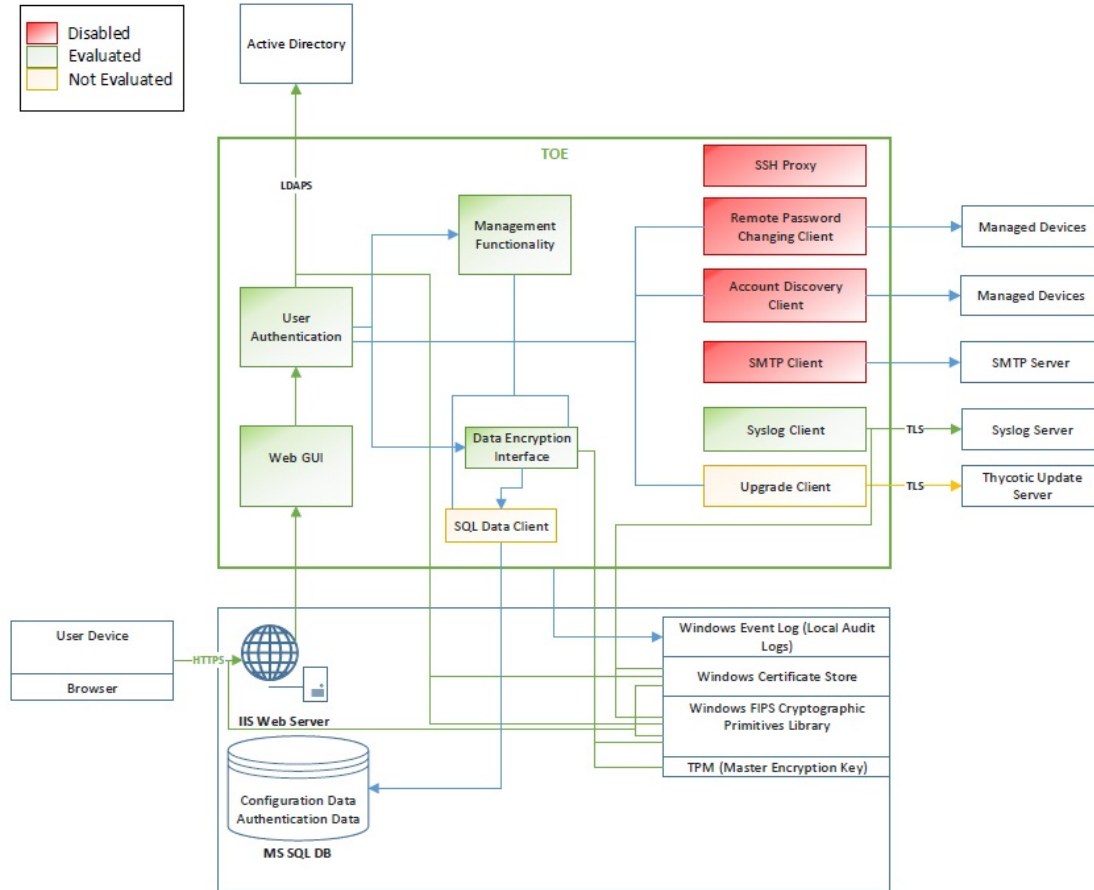 Disabled
Evaluated
Not Evaluated
Active Directory
TOE
LDAPS
SSH Proxy
Management
Functionality
Remote Password
Changing Client
Managed Devices
User
Authentication
Account Discovery
Client
Managed Devices
SMTP Client
SMTP Server
Web GUI
Data Encryption
Interface
Syslog Client
TLS
Syslog Server
SQL Data Client
Upgrade Client
TLS
Thycotic Update
Server
User Device
Browser
HTTPS
IIS Web Server
Windows Event Log (Local Audit
Logs)
Windows Certificate Store
Windows FIPS Cryptographic
Primitives Library
TPM (Master Encryption Key)
Configuration Data
Authentication Data
MS SQL DB